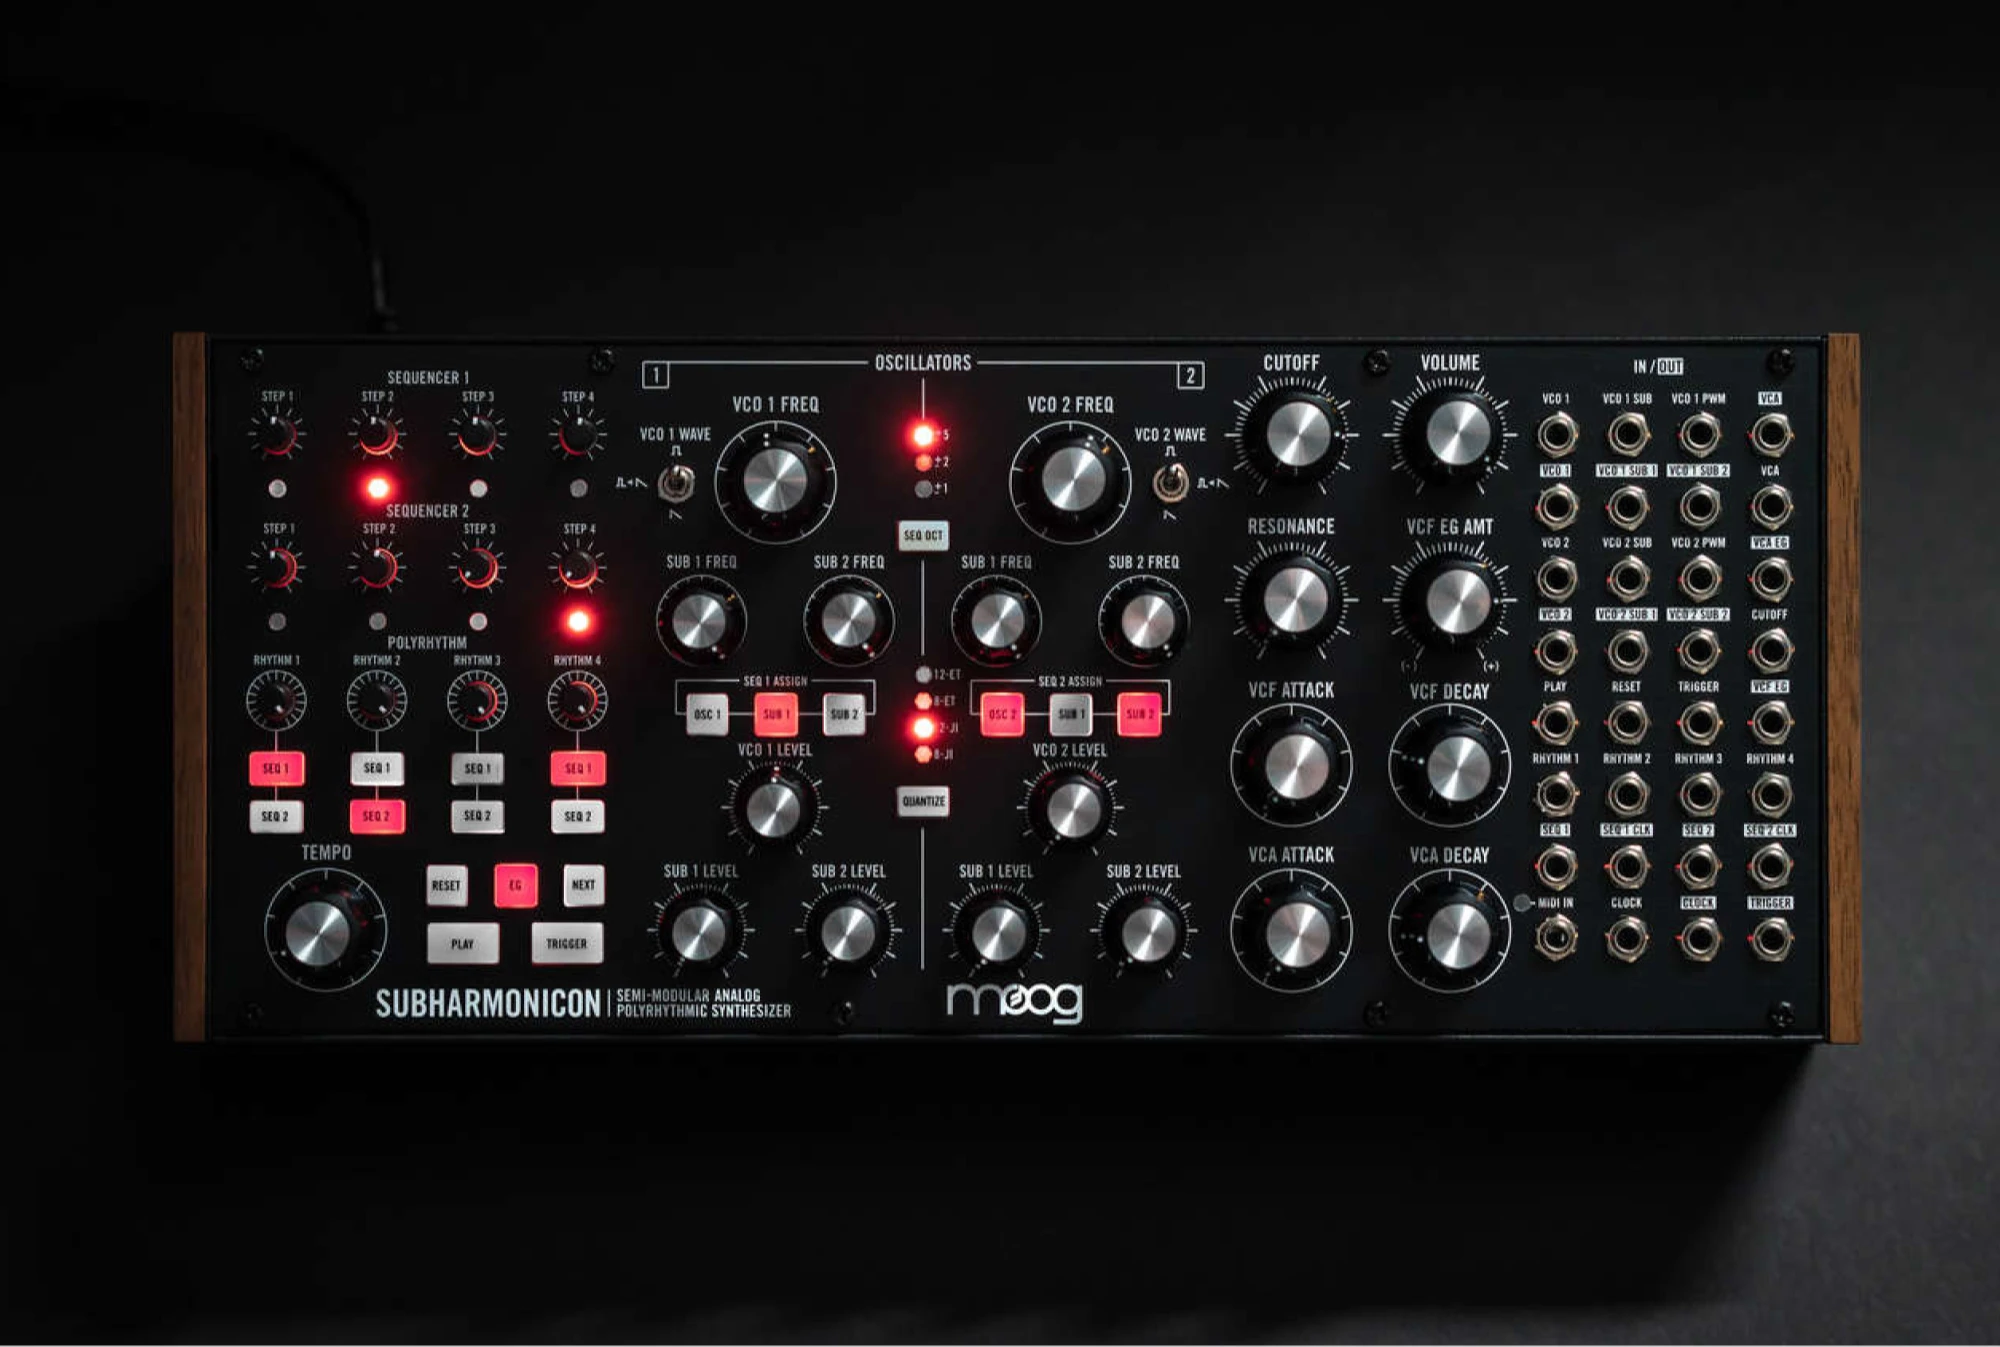 SEQUENCER 1
STEP 1 STEP 2 STEP 3 STEP 4
SEQUENCER 2
STEP 1 STEP 2 STEP 3 STEP 4
POLYRHYTHM
RHYTHM 1 RHYTHM 2 RHYTHM 3 RHYTHM 4
SEQ 1 SEQ 1 SEQ 1 SEQ 1
SEQ 2 SEQ 2 SEQ 2 SEQ 2
TEMPO
RESET EG NEXT
PLAY TRIGGER
SUBHARMONICON
SEMI-MODULAR ANALOG
POLYRHYTHMIC SYNTHESIZER
OSCILLATORS
1 2
VCO 1 FREQ VCO 2 FREQ
VCO 1 WAVE VCO 2 WAVE
±5
±2
±1
SEQ OCT
SUB 1 FREQ SUB 2 FREQ SUB 1 FREQ SUB 2 FREQ
12-ET
8-ET
8-JI
SEQ 1 ASSIGN SEQ 2 ASSIGN
OSC 1 SUB 1 SUB 2 OSC 2 SUB 1 SUB 2
VCO 1 LEVEL VCO 2 LEVEL
QUANTIZE
SUB 1 LEVEL SUB 2 LEVEL SUB 1 LEVEL SUB 2 LEVEL
moog
CUTOFF VOLUME
RESONANCE VCF EG AMT
(-) (+)
VCF ATTACK VCF DECAY
VCA ATTACK VCA DECAY
IN / OUT
VCO 1 VCO 1 SUB VCO 1 PWM VCA
VCO 1 VCO 1 SUB 1 VCO 1 SUB 2 VCA
VCO 2 VCO 2 SUB VCO 2 PWM VCA EG
VCO 2 VCO 2 SUB 1 VCO 2 SUB 2 CUTOFF
PLAY RESET TRIGGER VCF EG
RHYTHM 1 RHYTHM 2 RHYTHM 3 RHYTHM 4
SEQ 1 SEQ 1 CLK SEQ 2 SEQ 2 CLK
MIDI IN CLOCK CLOCK TRIGGER